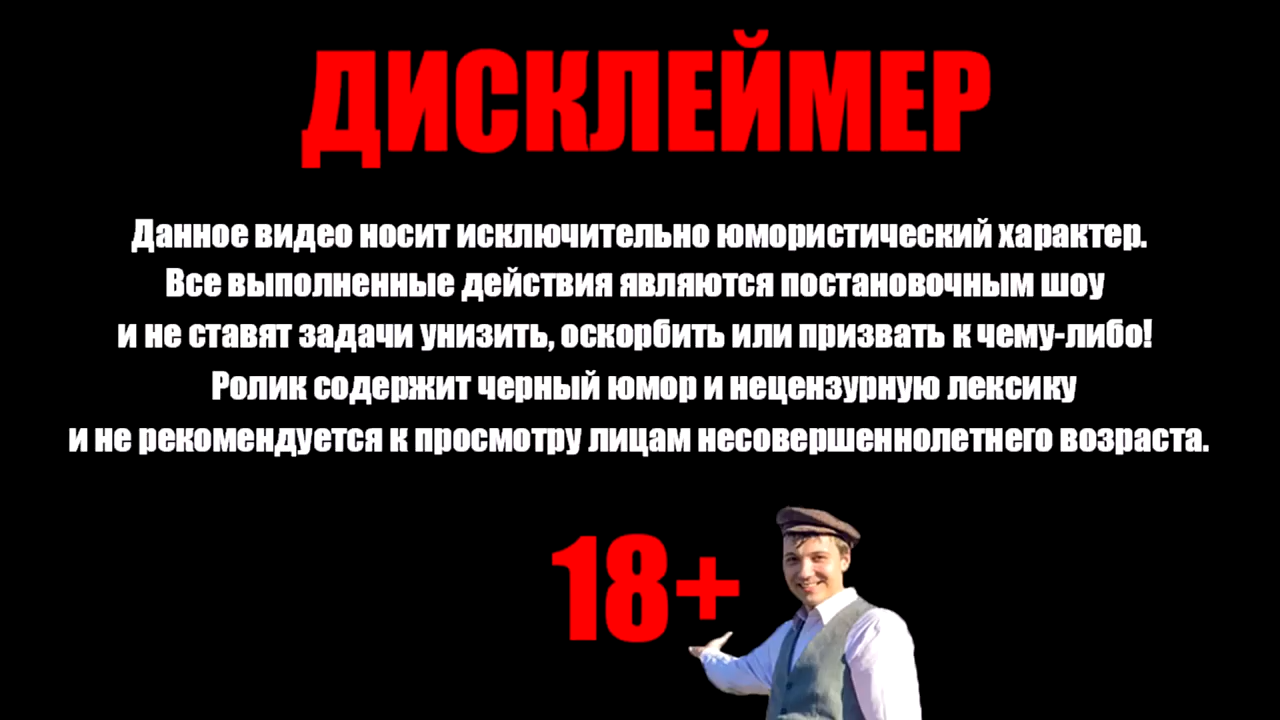 ДИСКЛЕЙМЕР
Данное видео носит исключительно юмористический характер.
Все выполненные действия являются постановочным шоу
и не ставят задачи унизить, оскорбить или призвать к чему-либо!
Ролик содержит черный юмор и нецензурную лексику
и не рекомендуется к просмотру лицам несовершеннолетнего возраста.
18+